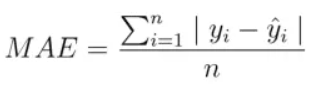 MAE = \frac{\sum_{i=1}^{n} | y_i - \hat{y}_i |}{n}